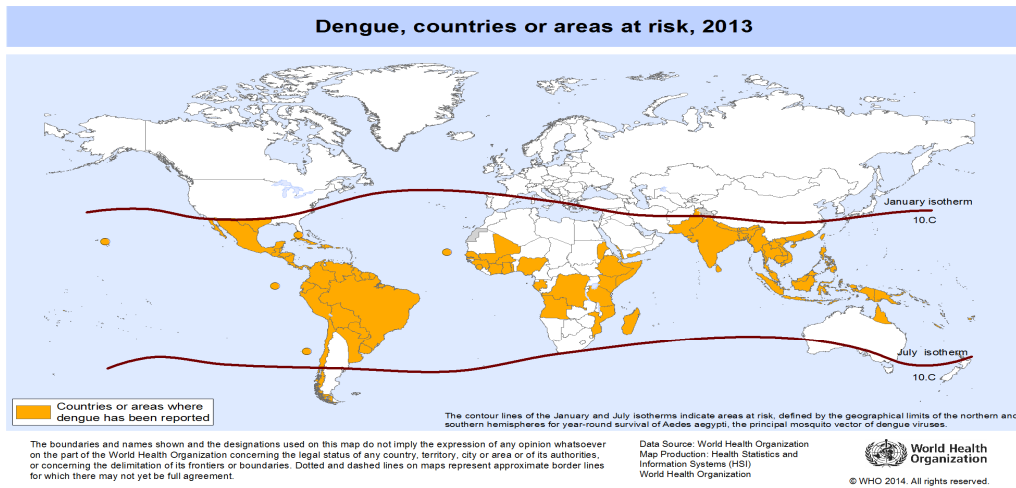 Dengue, countries or areas at risk, 2013
January isotherm
10.C
July isotherm
10.C
Countries or areas where
dengue has been reported
The contour lines of the January and July isotherms indicate areas at risk, defined by the geographical limits of the northern and
southern hemispheres for year-round survival of Aedes aegypti, the principal mosquito vector of dengue viruses.
The boundaries and names shown and the designations used on this map do not imply the expression of any opinion whatsoever
on the part of the World Health Organization concerning the legal status of any country, territory, city or area or of its authorities,
or concerning the delimitation of its frontiers or boundaries. Dotted and dashed lines on maps represent approximate border lines
for which there may not yet be full agreement.
Data Source: World Health Organization
Map Production: Health Statistics and
Information Systems (HSI)
World Health Organization
World Health
Organization
© WHO 2014. All rights reserved.